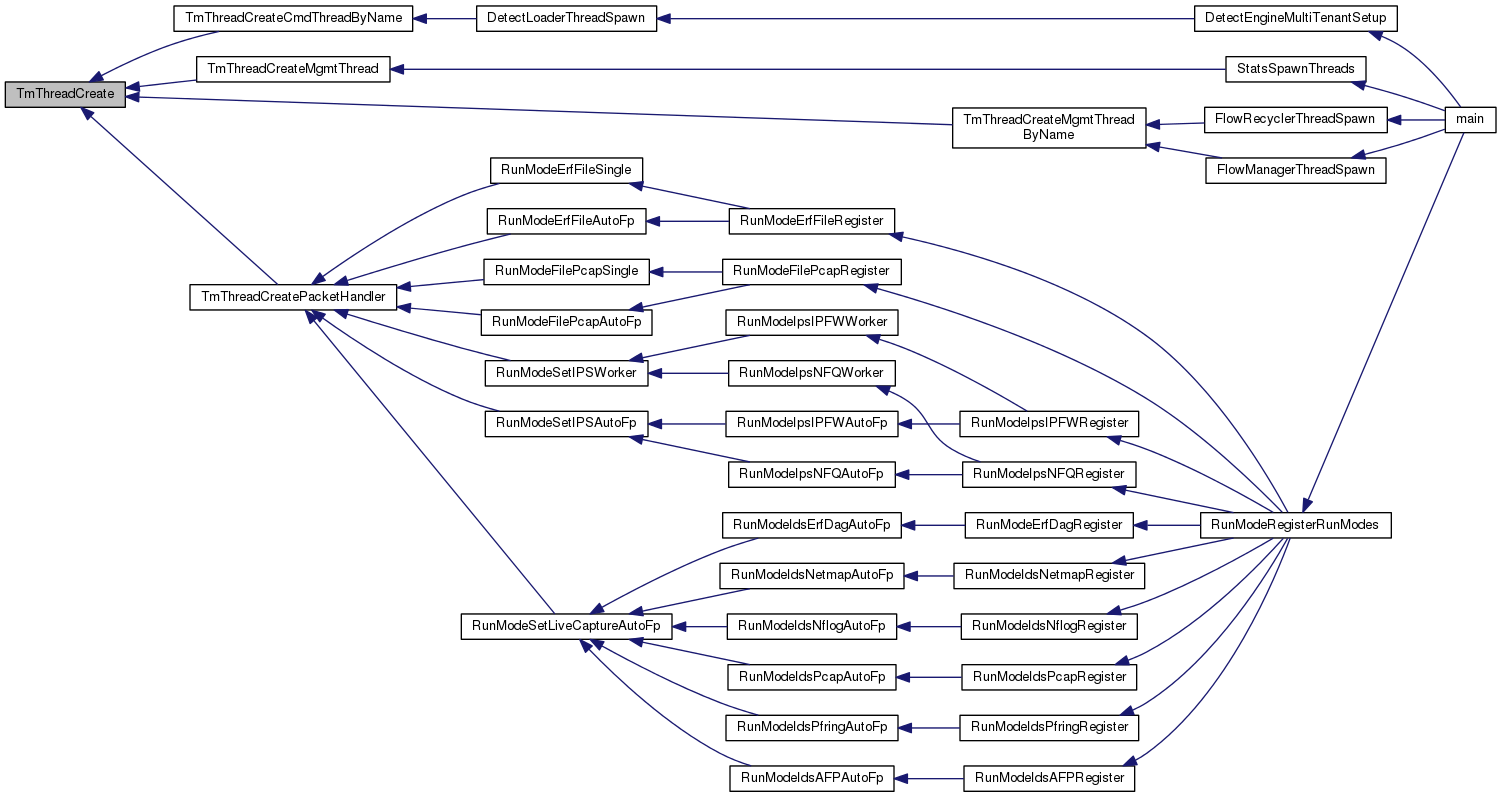 TmThreadCreateCmdThreadByName
DetectLoaderThreadSpawn
DetectEngineMultiTenantSetup
TmThreadCreateMgmtThread
StatsSpawnThreads
TmThreadCreate
TmThreadCreateMgmtThread
ByName
FlowRecyclerThreadSpawn
main
FlowManagerThreadSpawn
RunModeErfFileSingle
RunModeErfFileAutoFp
RunModeErfFileRegister
RunModeFilePcapSingle
RunModeFilePcapRegister
TmThreadCreatePacketHandler
RunModeFilePcapAutoFp
RunModeIpsIPFWWorker
RunModeSetIPSWorker
RunModeIpsNFQWorker
RunModeSetIPSAutoFp
RunModeIpsIPFWAutoFp
RunModeIpsIPFWRegister
RunModeIpsNFQAutoFp
RunModeIpsNFQRegister
RunModeIdsErfDagAutoFp
RunModeErfDagRegister
RunModeRegisterRunModes
RunModeIdsNetmapAutoFp
RunModeIdsNetmapRegister
RunModeSetLiveCaptureAutoFp
RunModeIdsNflogAutoFp
RunModeIdsNflogRegister
RunModeIdsPcapAutoFp
RunModeIdsPcapRegister
RunModeIdsPfringAutoFp
RunModeIdsPfringRegister
RunModeIdsAFPAutoFp
RunModeIdsAFPRegister